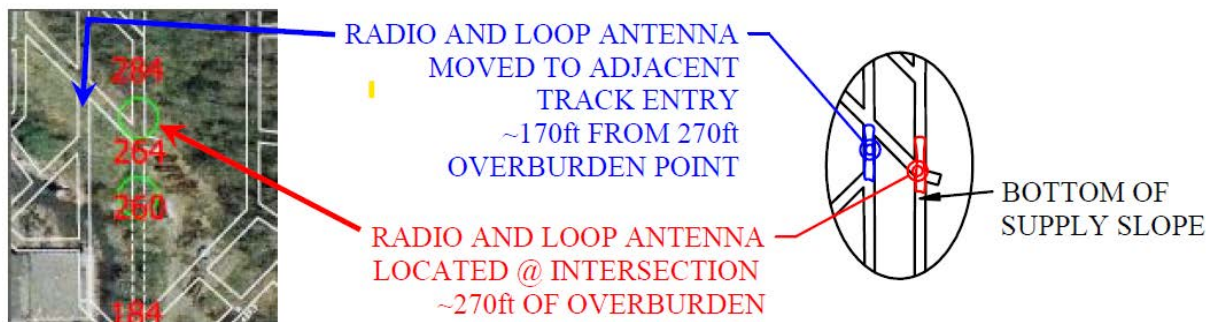 RADIO AND LOOP ANTENNA
MOVED TO ADJACENT
TRACK ENTRY
~170ft FROM 270ft
OVERBURDEN POINT
284
264
260
184
RADIO AND LOOP ANTENNA
LOCATED @ INTERSECTION
~270ft OF OVERBURDEN
BOTTOM OF
SUPPLY SLOPE